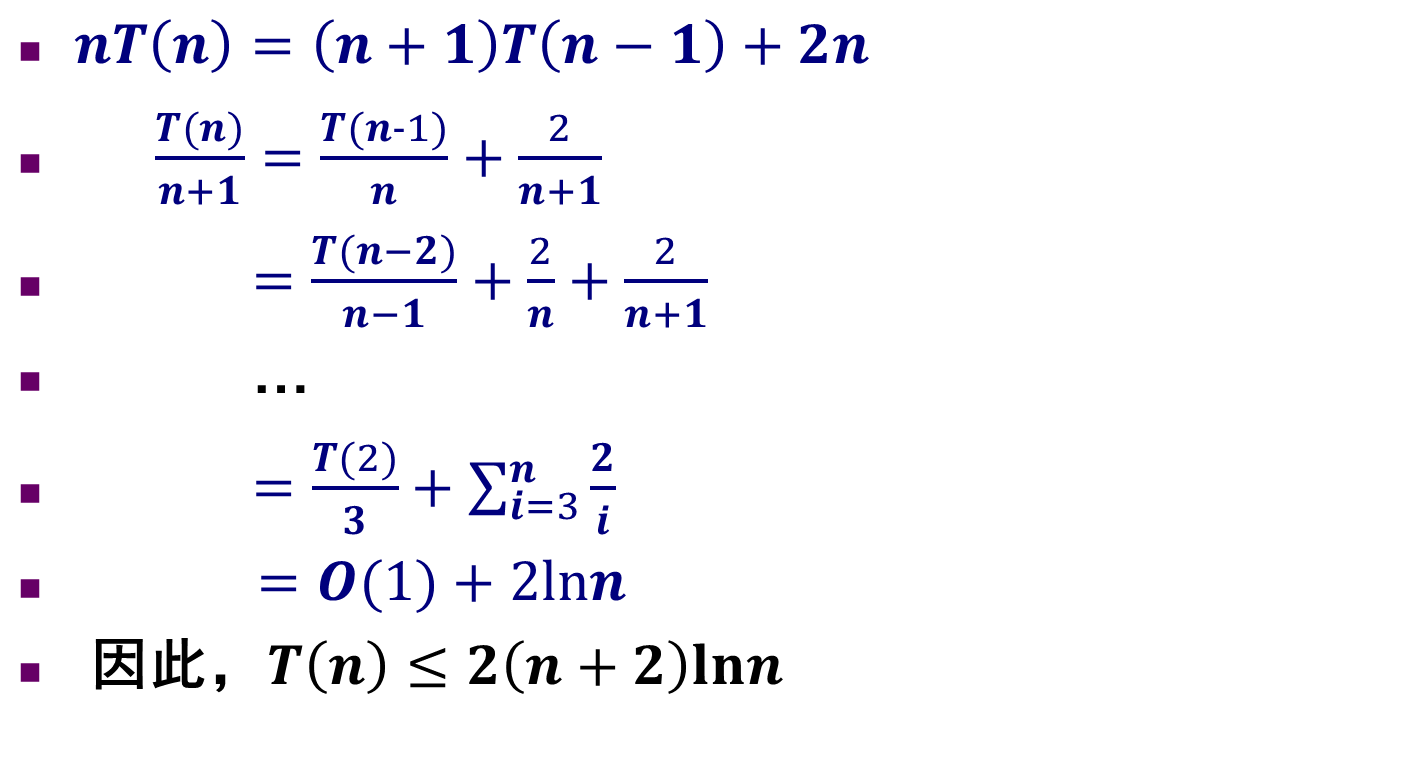 ▪ nT(n) = (n + 1)T(n − 1) + 2n
▪ T(n)/(n+1) = T(n-1)/n + 2/(n+1)
▪ = T(n−2)/(n−1) + 2/n + 2/(n+1)
▪ …
▪ = T(2)/3 + ∑_{i=3}^{n} 2/i
▪ = O(1) + 2lnn
▪ 因此，T(n) ≤ 2(n + 2)lnn